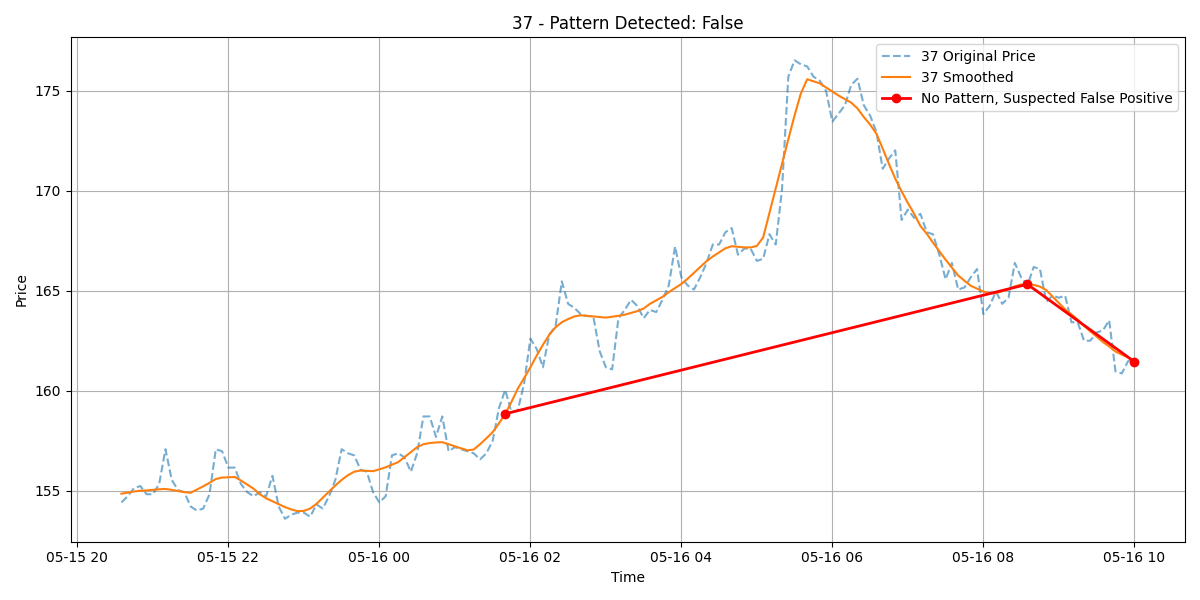 37 - Pattern Detected: False
37 Original Price
37 Smoothed
No Pattern, Suspected False Positive
Price
175
170
165
160
155
05-15 20
05-15 22
05-16 00
05-16 02
05-16 04
05-16 06
05-16 08
05-16 10
Time